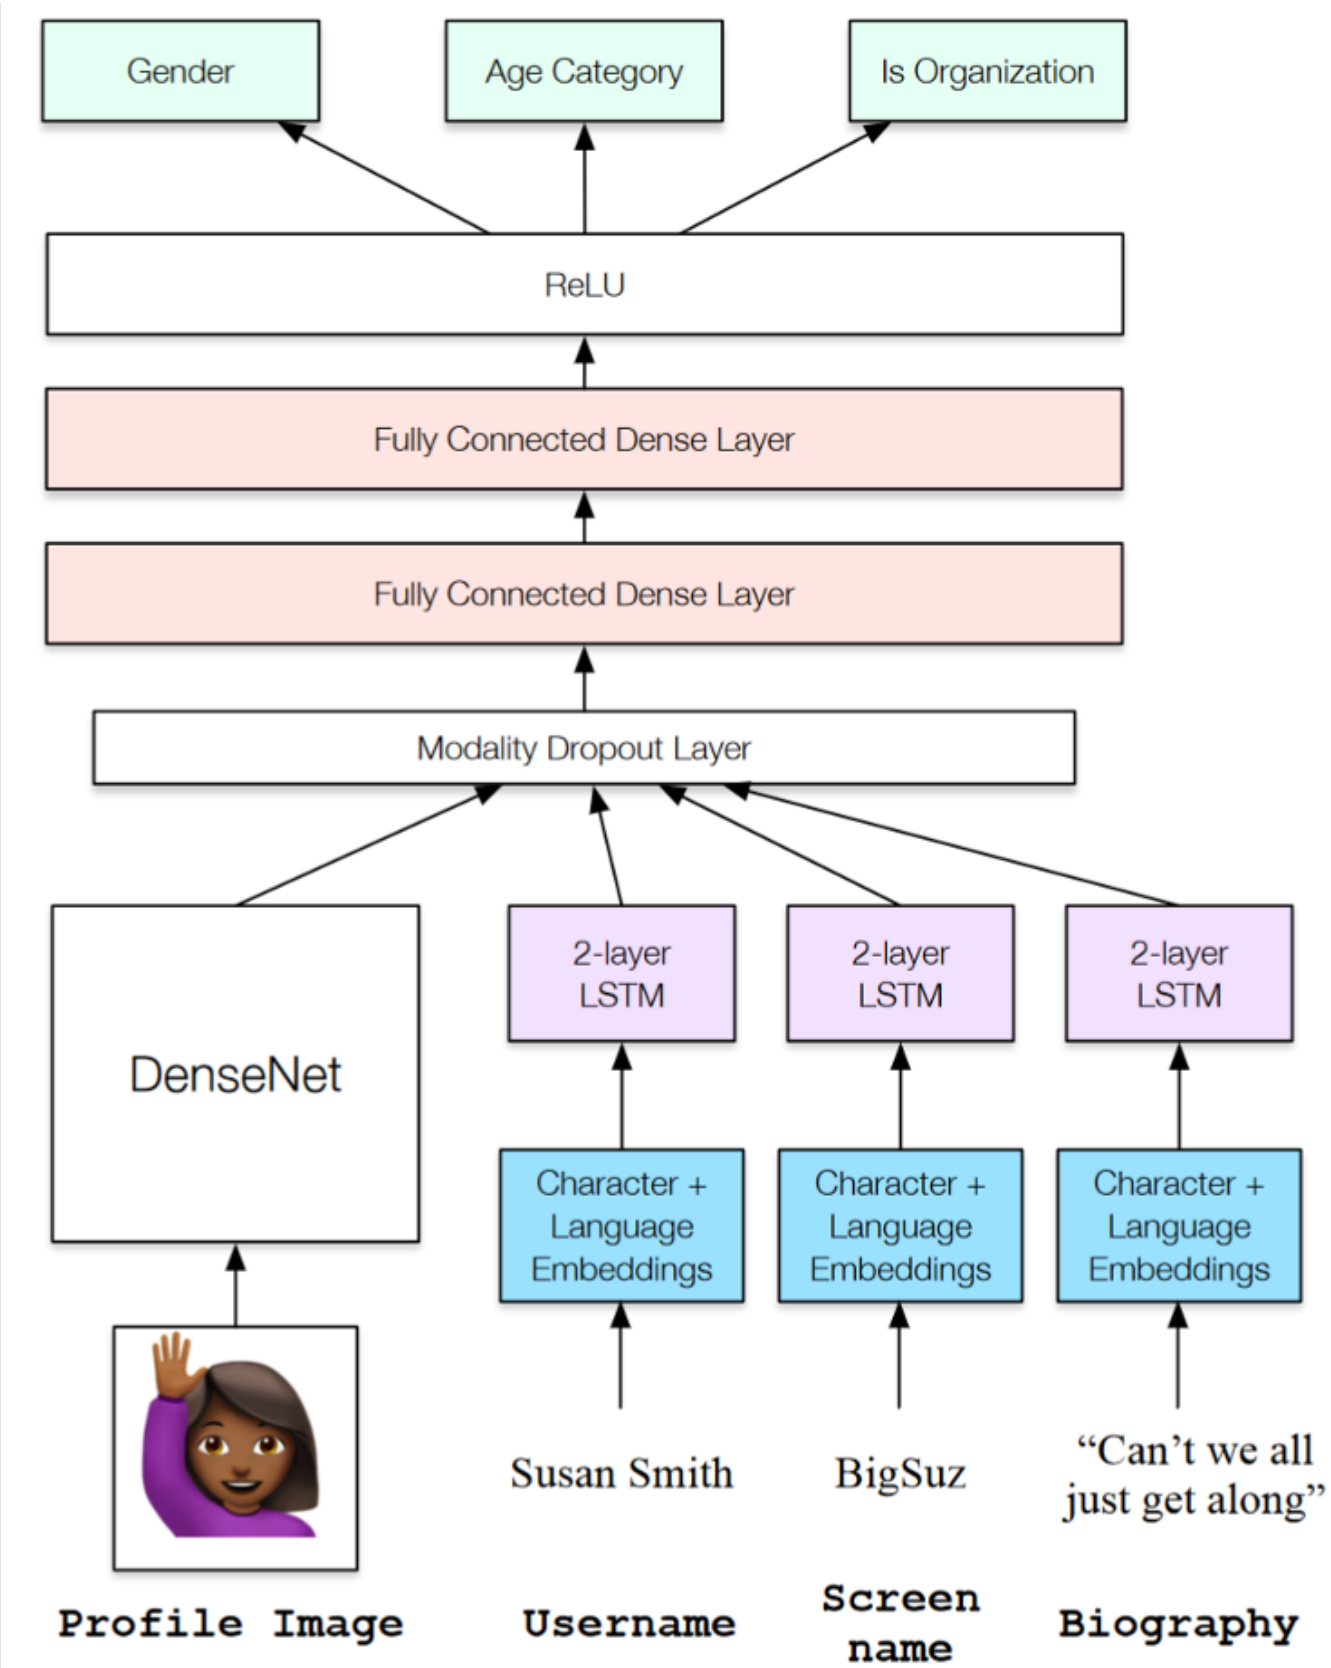 Gender
Age Category
Is Organization
ReLU
Fully Connected Dense Layer
Fully Connected Dense Layer
Modality Dropout Layer
DenseNet
2-layer
LSTM
2-layer
LSTM
2-layer
LSTM
Character +
Language
Embeddings
Character +
Language
Embeddings
Character +
Language
Embeddings
Susan Smith
BigSuz
“Can’t we all
just get along”
Profile Image
Username
Screen
name
Biography